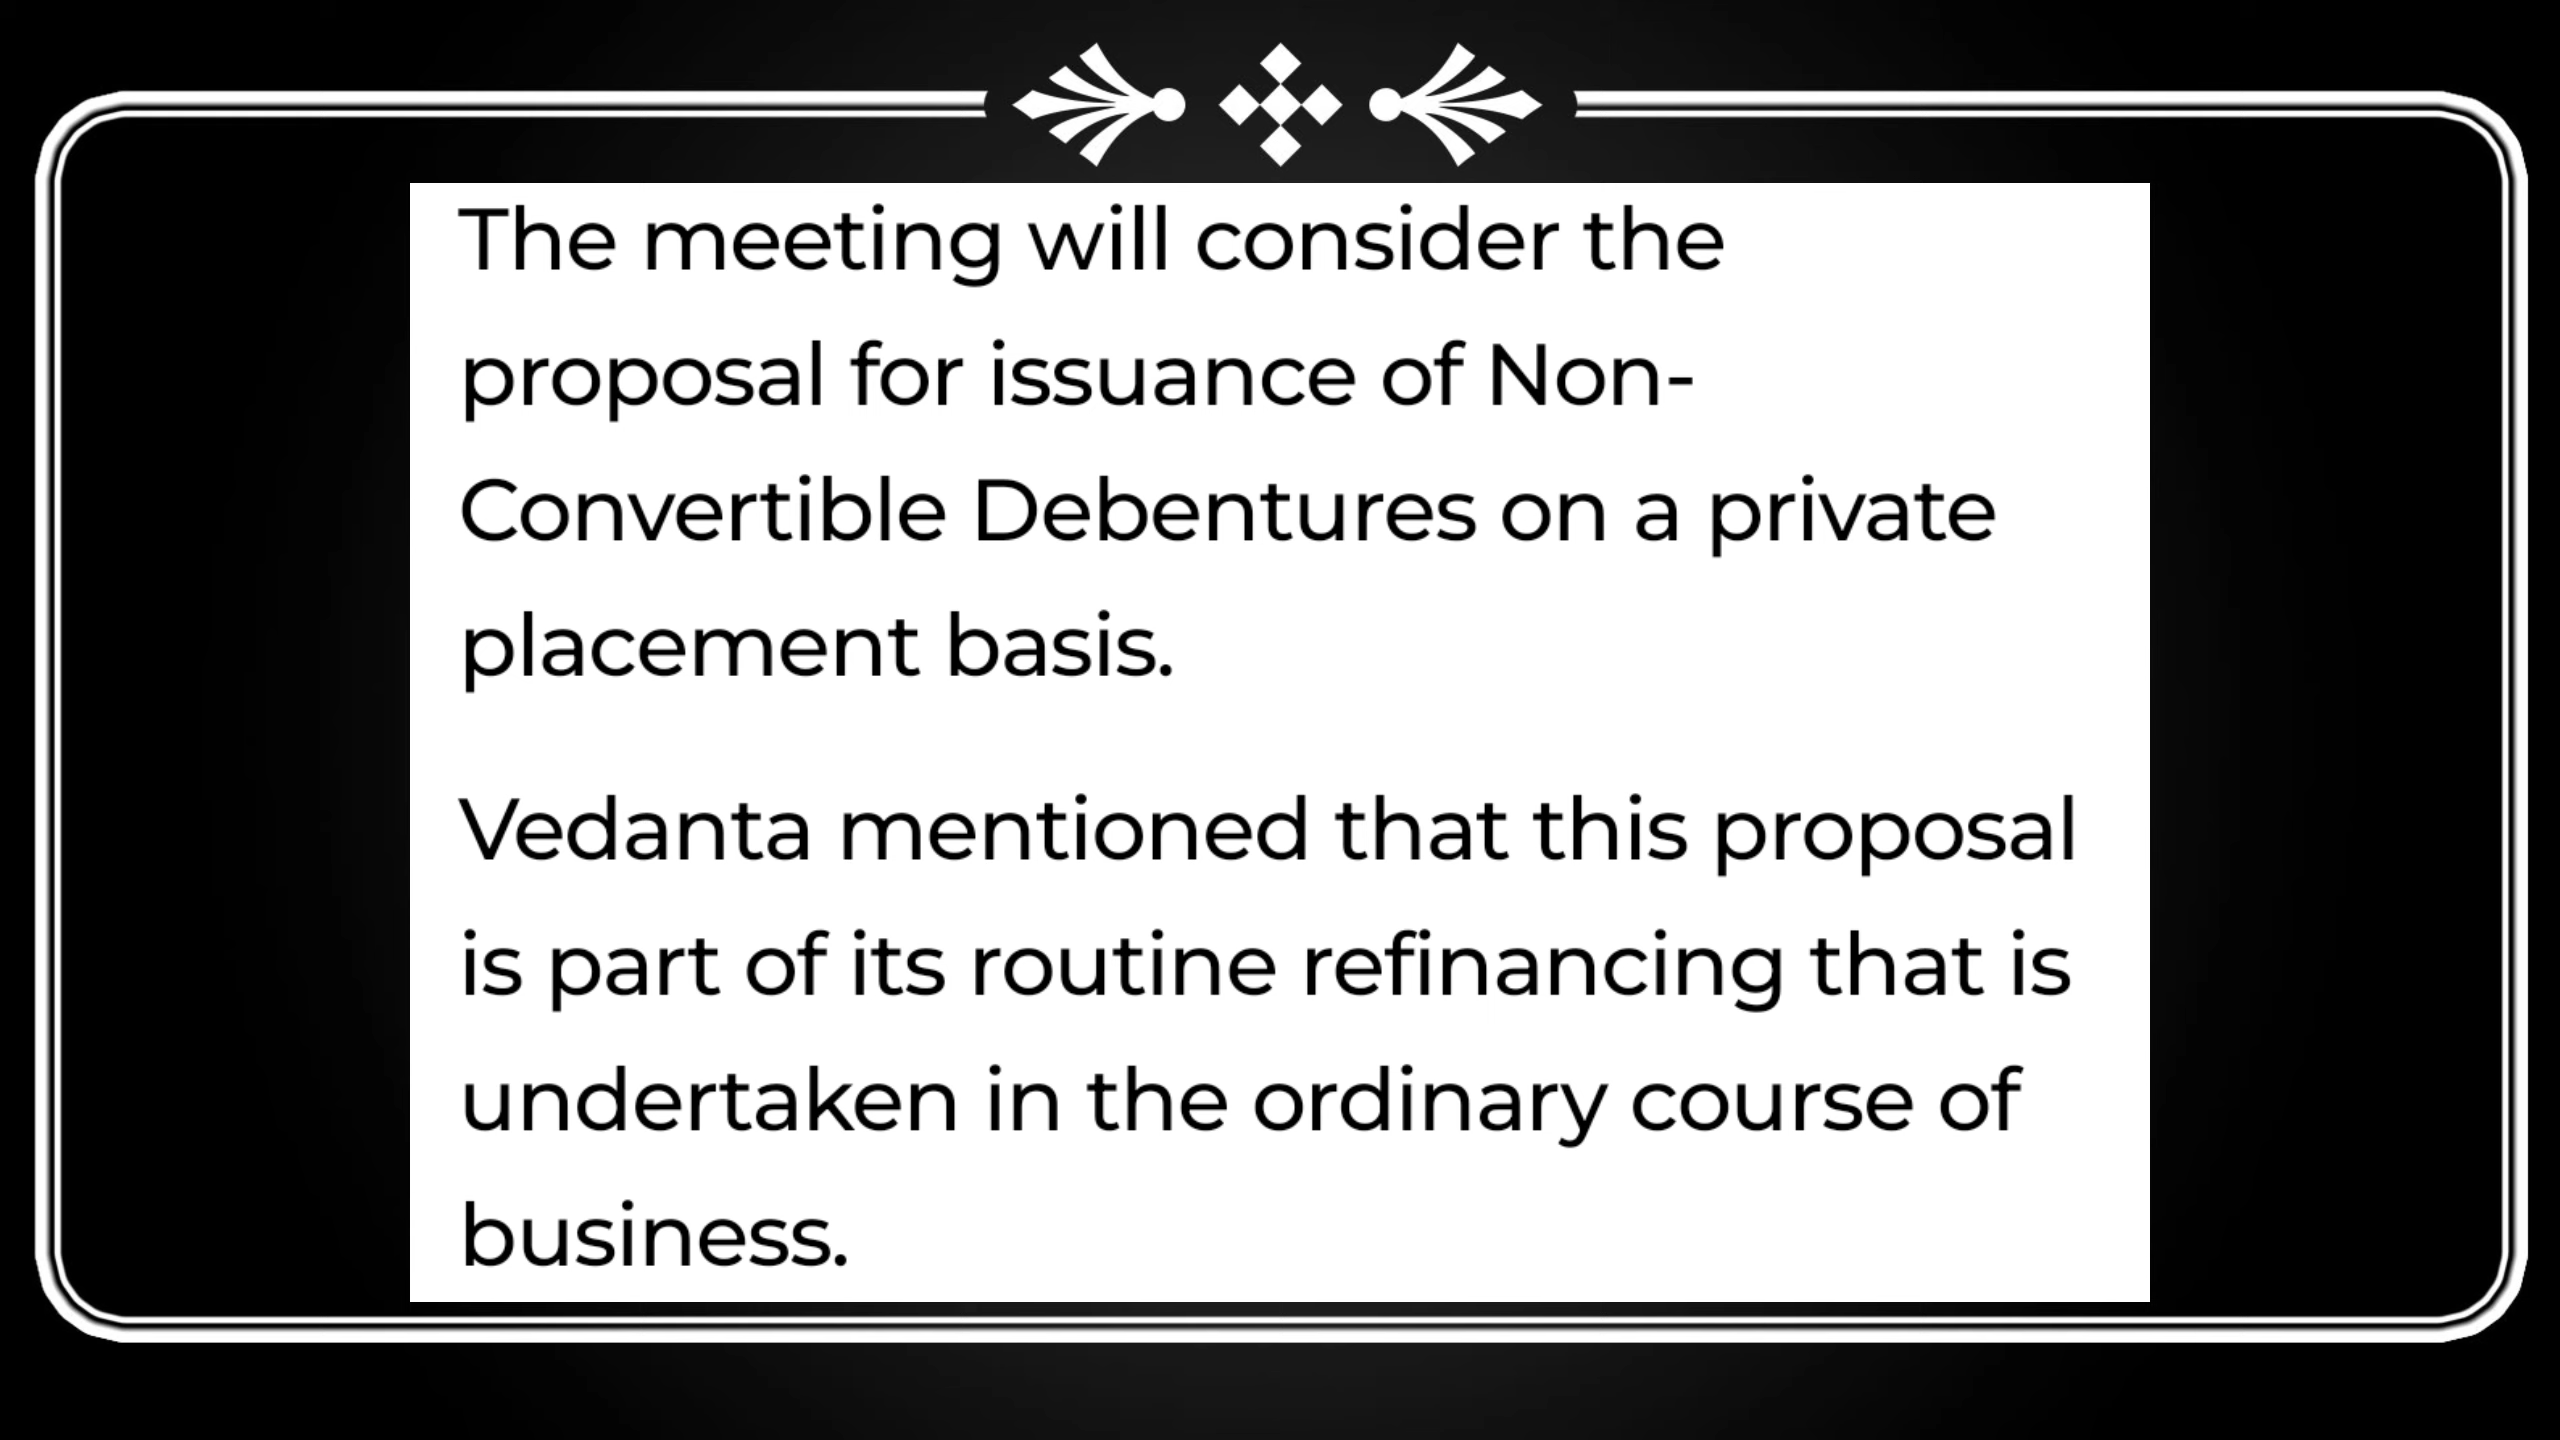 The meeting will consider the
proposal for issuance of Non-
Convertible Debentures on a private
placement basis.
Vedanta mentioned that this proposal
is part of its routine refinancing that is
undertaken in the ordinary course of
business.